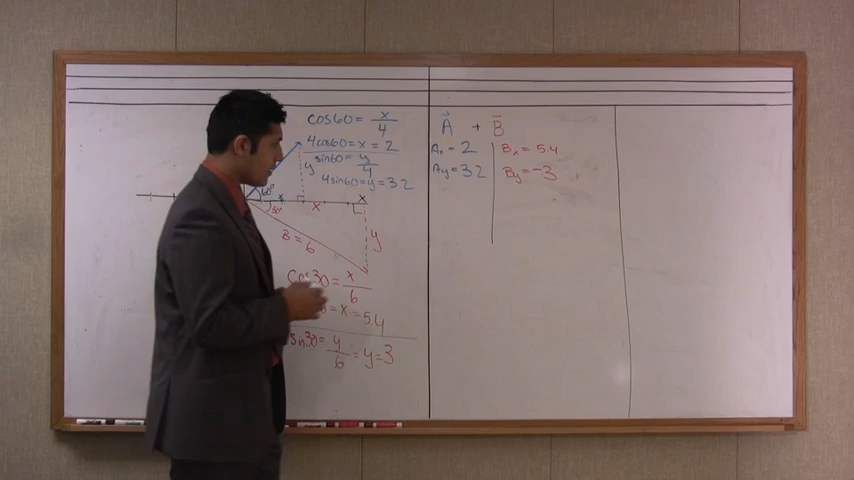 cos60 = x/4
4cos60 = x = 2
sin60 = y/4
4sin60 = y = 3.2
y
60°
30°
x
x
y
B = 6
Cos30 = x/6
= x = 5.4
sin30 = y/6 = y = 3
A + B
Ax = 2
Ay = 3.2
Bx = 5.4
By = -3